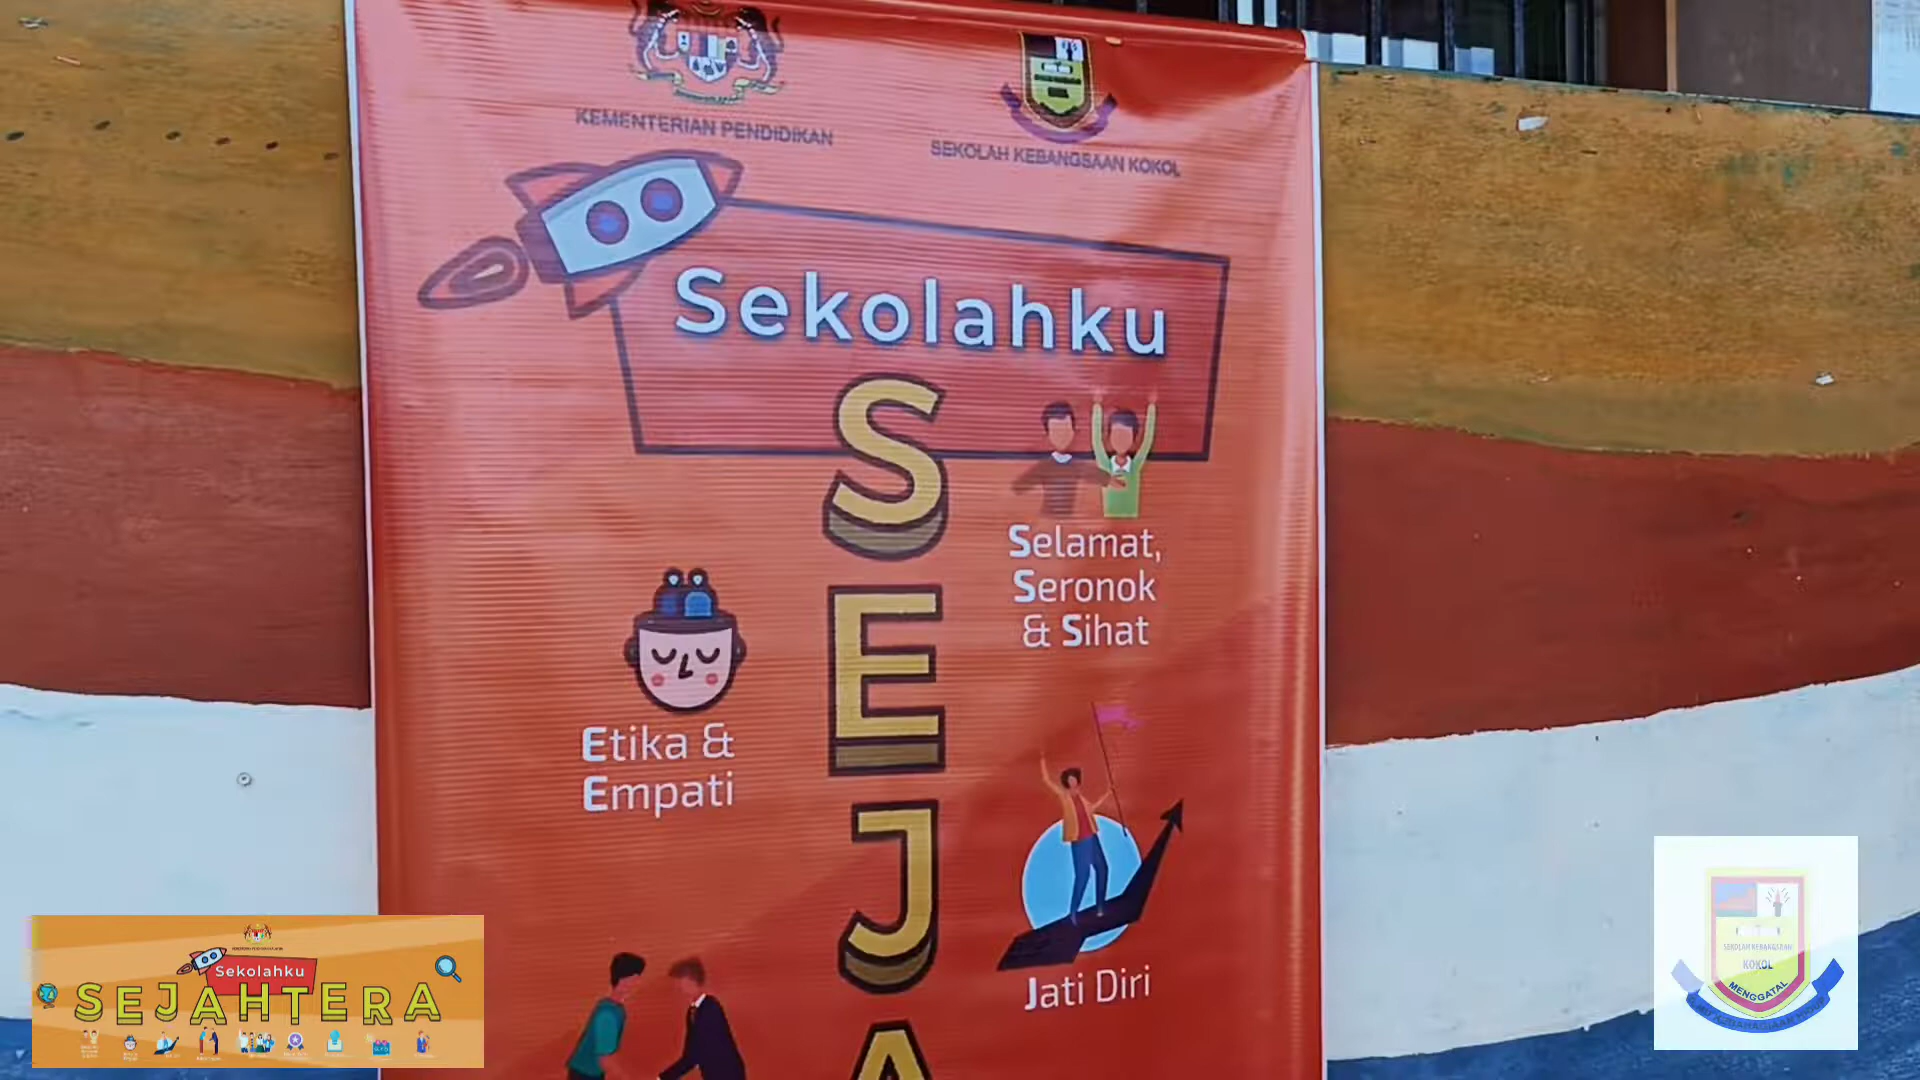 KEMENTERIAN PENDIDIKAN
SEKOLAH KEBANGSAAN KOKOL
Sekolahku
S
E
J
A
Selamat,
Seronok
& Sihat
Etika &
Empati
Jati Diri
Sekolahku
SEJAHTERA
SEKOLAH KEBANGSAAN
KOKOL
MENGGATAL